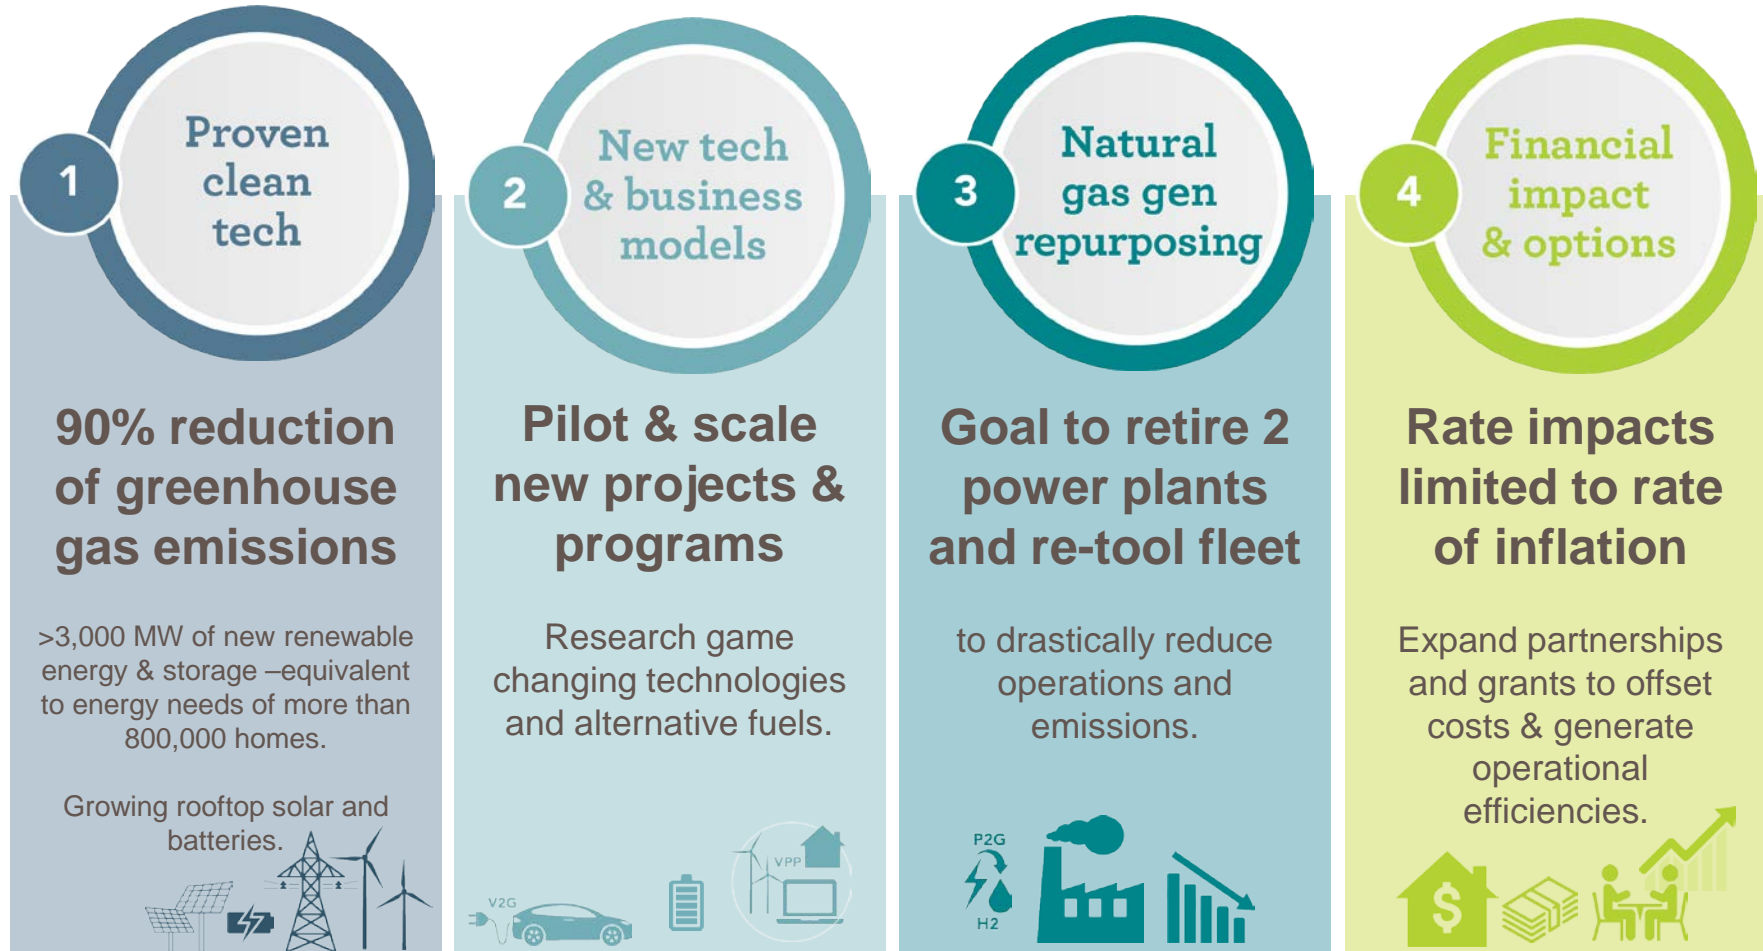 1
Proven
clean
tech
90% reduction
of greenhouse
gas emissions
>3,000 MW of new renewable
energy & storage –equivalent
to energy needs of more than
800,000 homes.
Growing rooftop solar and
batteries.
2
New tech
& business
models
Pilot & scale
new projects &
programs
Research game
changing technologies
and alternative fuels.
V2G
VPP
3
Natural
gas gen
repurposing
Goal to retire 2
power plants
and re-tool fleet
to drastically reduce
operations and
emissions.
P2G
H2
4
Financial
impact
& options
Rate impacts
limited to rate
of inflation
Expand partnerships
and grants to offset
costs & generate
operational
efficiencies.
$